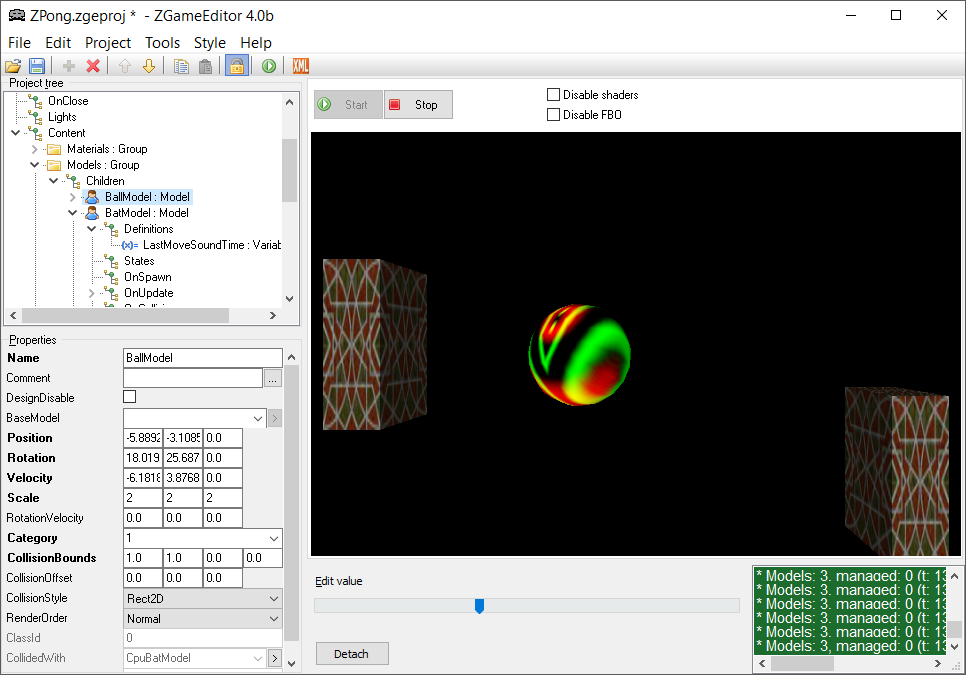 ZPong.zgeproj * - ZGameEditor 4.0b
File Edit Project Tools Style Help
XML
Project tree
OnClose
Lights
Content
Materials : Group
Models : Group
Children
BallModel : Model
BatModel : Model
Definitions
(x)= LastMoveSoundTime : Variab
States
OnSpawn
OnUpdate
Start Stop
Disable shaders
Disable FBO
Properties
Name BallModel
Comment ...
DesignDisable
BaseModel
Position -5.8892 -3.1085 0.0
Rotation 18.019 25.687 0.0
Velocity -6.1818 3.8768 0.0
Scale 2 2 2
RotationVelocity 0.0 0.0 0.0
Category 1
CollisionBounds 1.0 1.0 0.0 0.0
CollisionOffset 0.0 0.0 0.0
CollisionStyle Rect2D
RenderOrder Normal
ClassId 0
CollidedWith CpuBatModel
Edit value
Detach
* Models: 3, managed: 0 (t: 13
* Models: 3, managed: 0 (t: 13
* Models: 3, managed: 0 (t: 13
* Models: 3, managed: 0 (t: 13
* Models: 3, managed: 0 (t: 13
* Models: 3, managed: 0 (t: 13